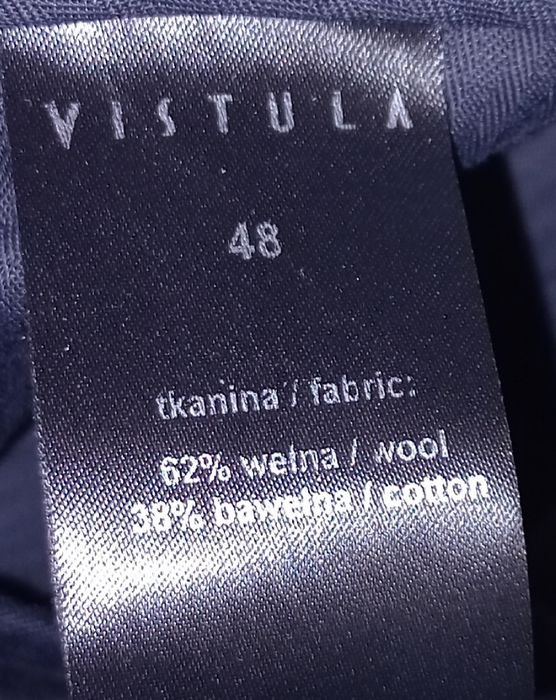 VISTULA
48
tkanina / fabric:
62% wełna / wool
38% bawełna / cotton